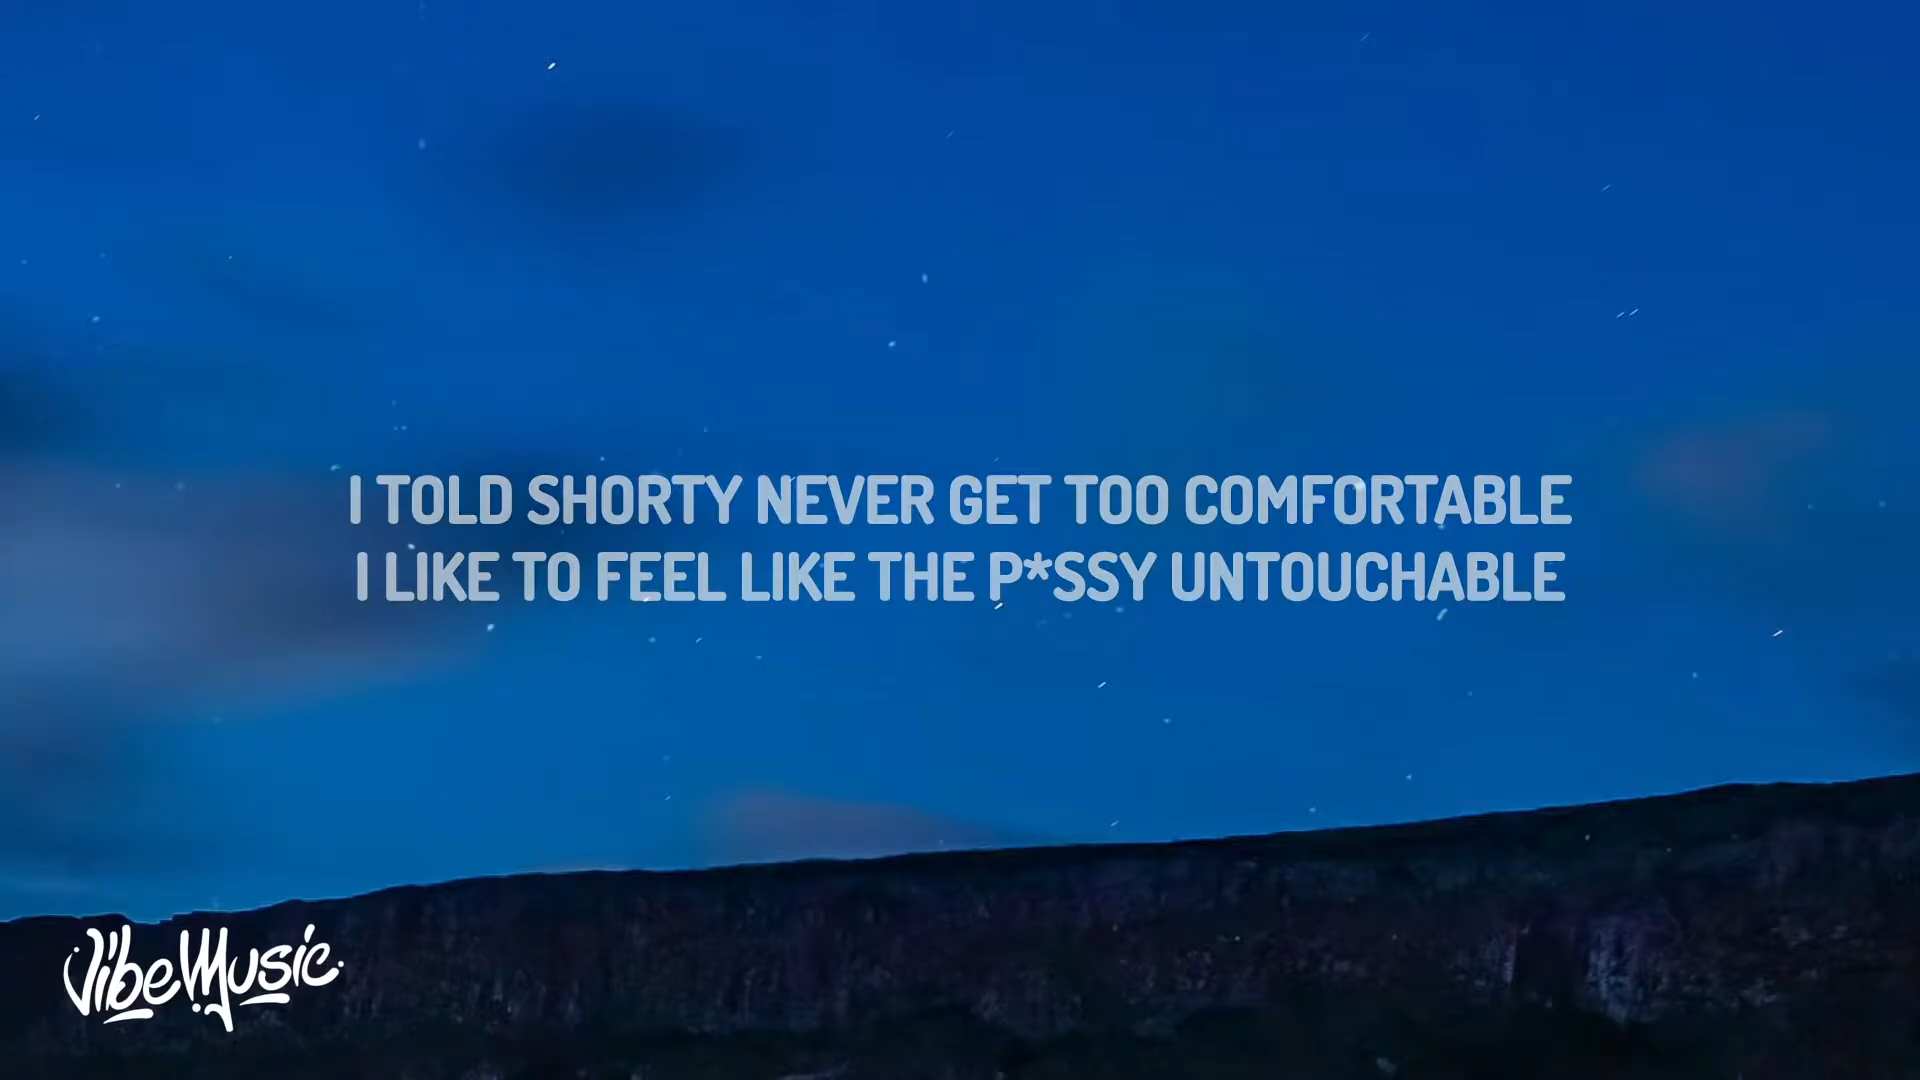 I TOLD SHORTY NEVER GET TOO COMFORTABLE
I LIKE TO FEEL LIKE THE P*SSY UNTOUCHABLE
VibeMusic